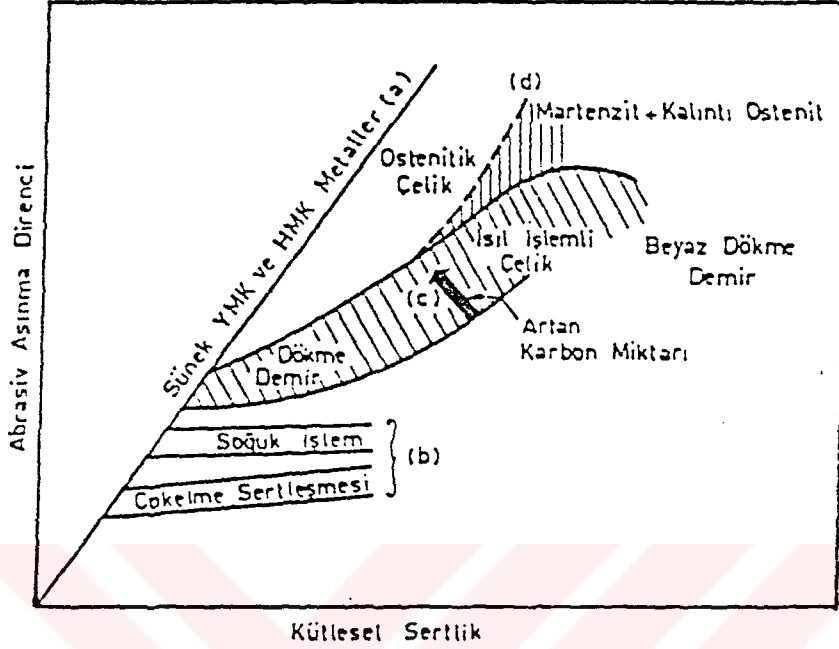 Abrasiv Aşınma Direnci
Sünek YMK ve HMK Metaller (a)
(d)
Martenzit + Kalıntı Ostenit
Ostenitik
Çelik
Isıl İşlemli
Çelik
Beyaz Dökme
Demir
(c)
Artan
Karbon Miktarı
Dökme
Demir
Soğuk işlem
(b)
Çökelme Sertleşmesi
Kütlesel Sertlik